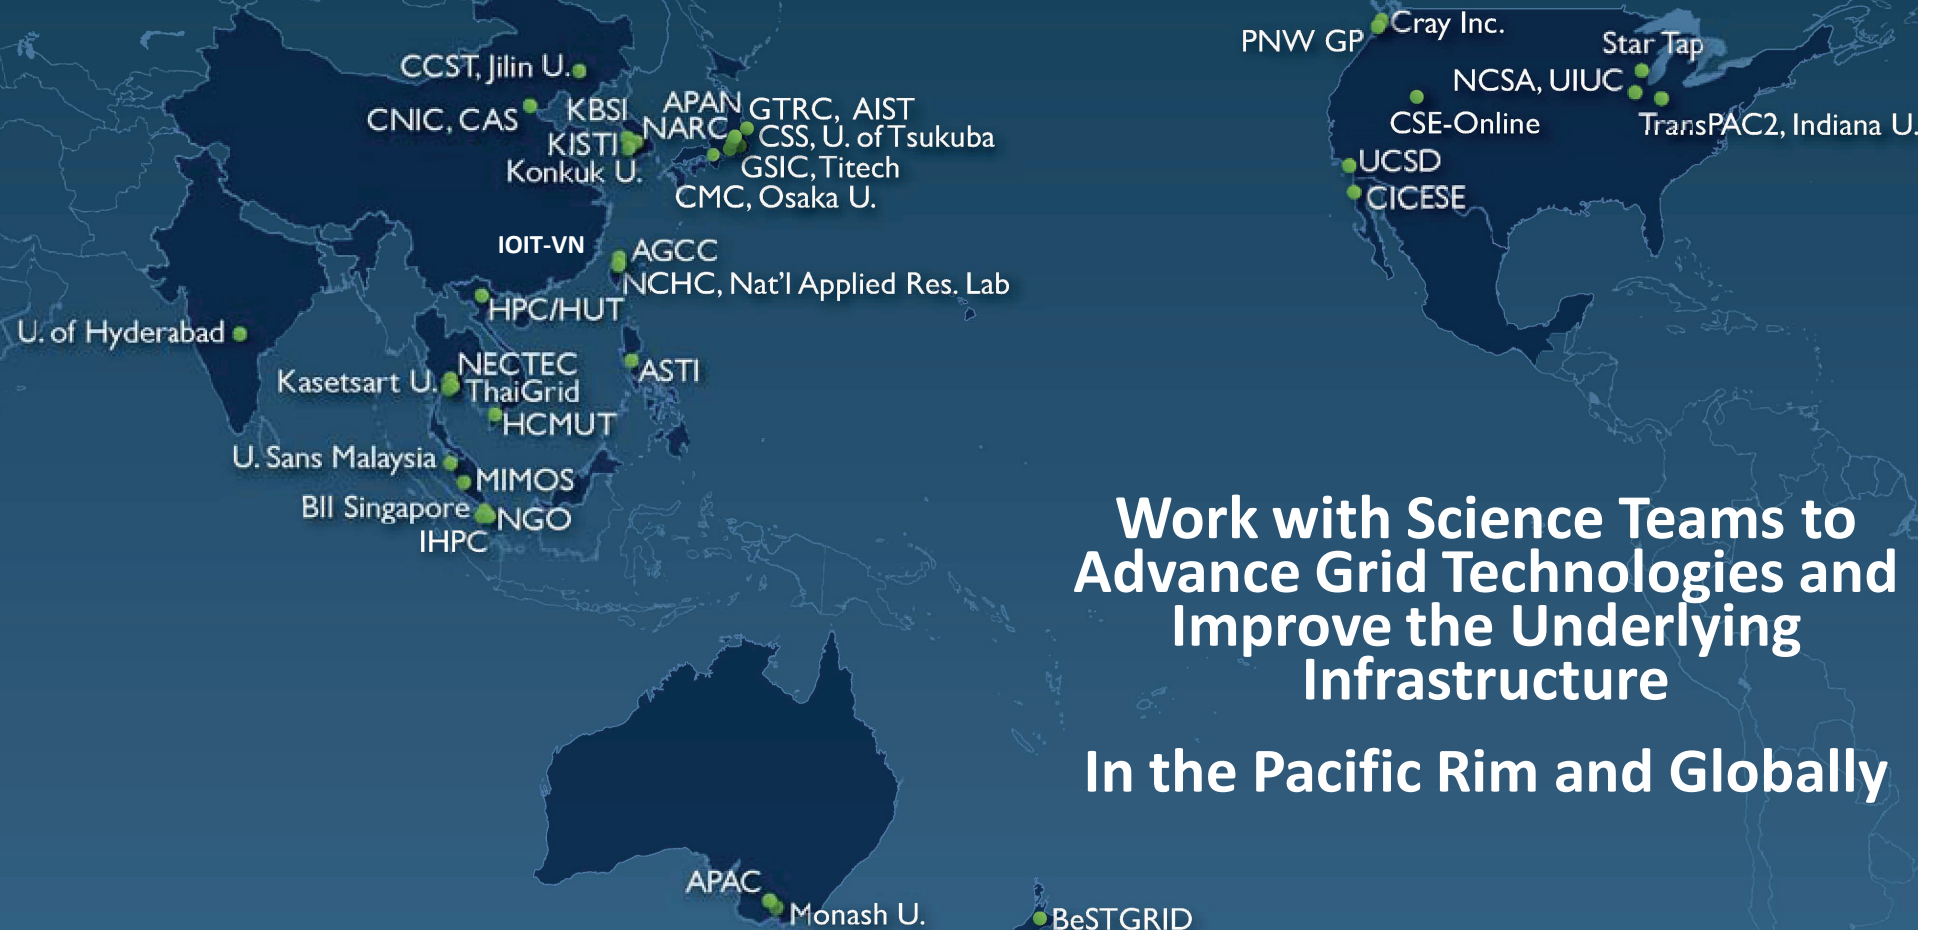 Cray Inc.
PNW GP
Star Tap
CCST, Jilin U.
NCSA, UIUC
CNIC, CAS
KBSI
APAN
GTRC, AIST
CSE-Online
TransPAC2, Indiana U.
NARC
CSS, U. of Tsukuba
KISTI
GSIC, Titech
UCSD
Konkuk U.
CMC, Osaka U.
CICESE
IOIT-VN
AGCC
NCHC, Nat'l Applied Res. Lab
HPC/HUT
U. of Hyderabad
NECTEC
ASTI
Kasetsart U.
ThaiGrid
HCMUT
U. Sans Malaysia
MIMOS
BII Singapore
NGO
IHPC
Work with Science Teams to
Advance Grid Technologies and
Improve the Underlying
Infrastructure
In the Pacific Rim and Globally
APAC
Monash U.
BeSTGRID